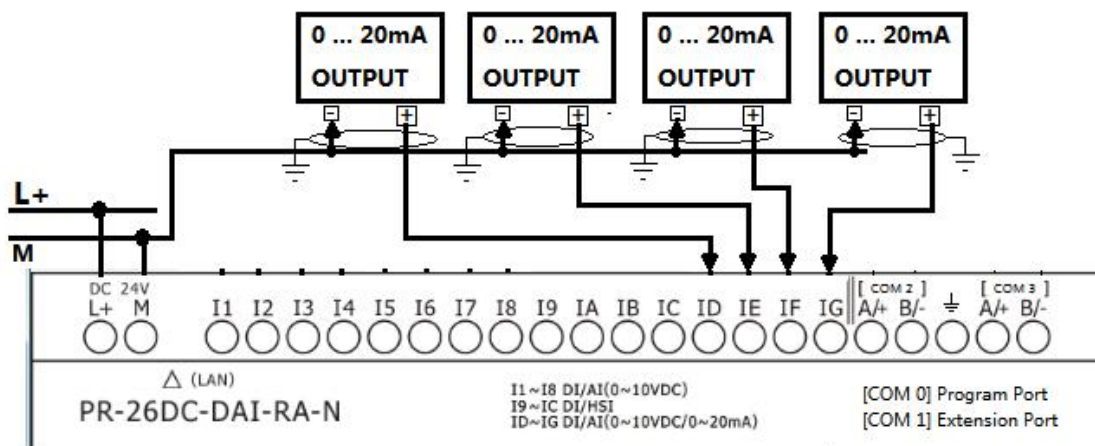 0 ... 20mA 0 ... 20mA 0 ... 20mA 0 ... 20mA
OUTPUT OUTPUT OUTPUT OUTPUT
- + - + - + - +
L+
M
DC 24V [ COM 2 ] [ COM 3 ]
L+ M I1 I2 I3 I4 I5 I6 I7 I8 I9 IA IB IC ID IE IF IG A/+ B/- A/+ B/-
(LAN)
PR-26DC-DAI-RA-N
I1~I8 DI/AI(0~10VDC)
I9~IC DI/HSI
ID~IG DI/AI(0~10VDC/0~20mA)
[COM 0] Program Port
[COM 1] Extension Port